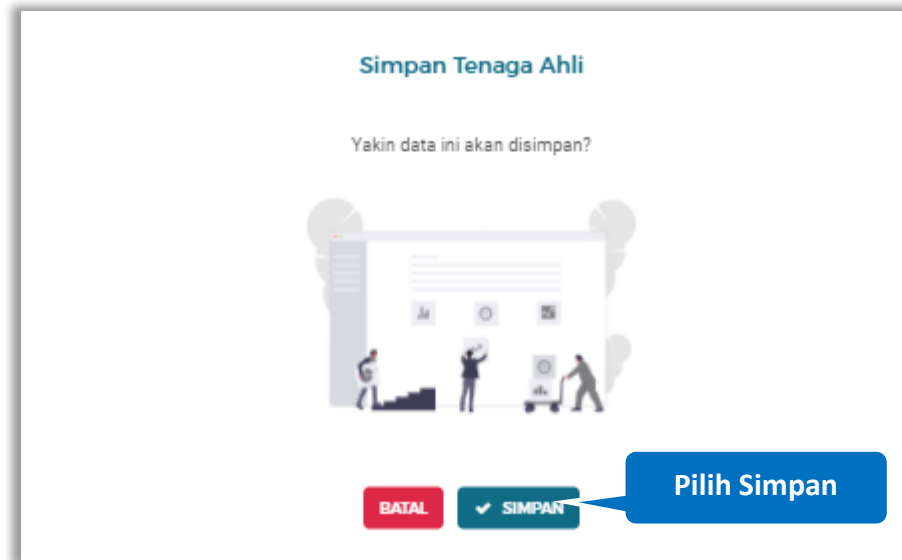 Simpan Tenaga Ahli
Yakin data ini akan disimpan?
BATAL
SIMPAN
Pilih Simpan